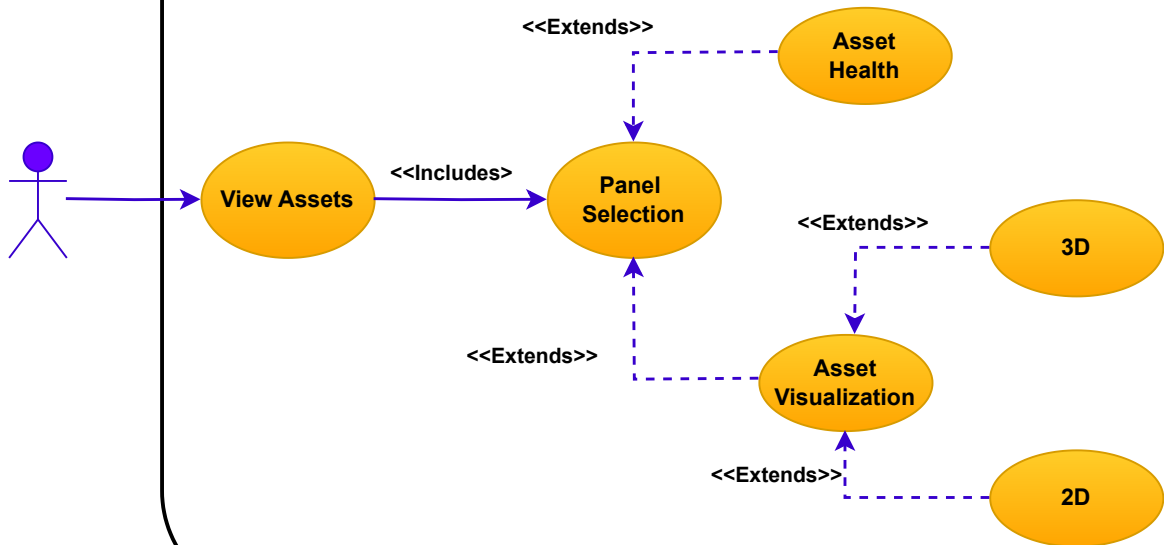 <<Extends>>
Asset
Health
View Assets
<<Includes>
Panel
Selection
<<Extends>>
3D
<<Extends>>
Asset
Visualization
<<Extends>>
2D